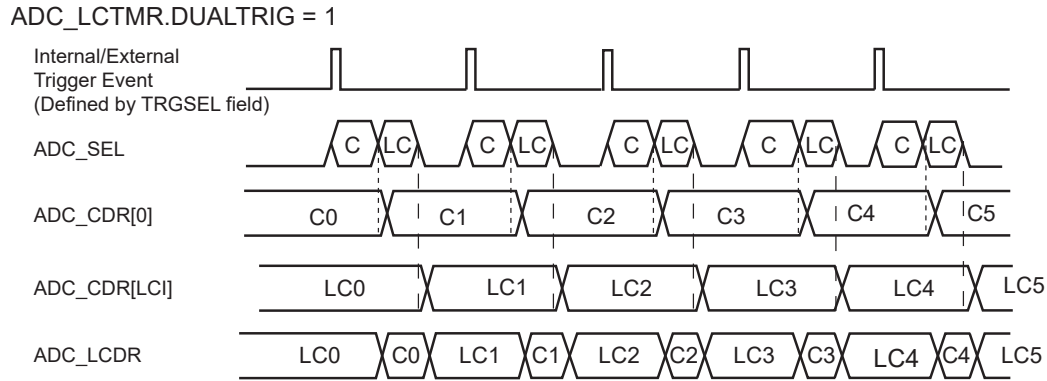 ADC_LCTMR.DUALTRIG = 1
Internal/External
Trigger Event
(Defined by TRGSEL field)
ADC_SEL C LC C LC C LC C LC C LC
ADC_CDR[0] C0 C1 C2 C3 C4 C5
ADC_CDR[LCI] LC0 LC1 LC2 LC3 LC4 LC5
ADC_LCDR LC0 C0 LC1 C1 LC2 C2 LC3 C3 LC4 C4 LC5